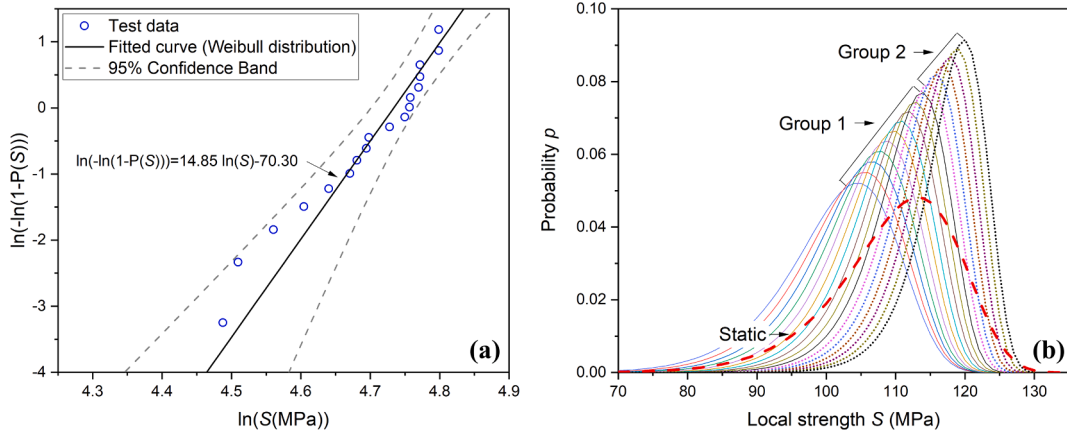 Test data
Fitted curve (Weibull distribution)
95% Confidence Band
ln(-ln(1-P(S)))=14.85 ln(S)-70.30
ln(-ln(1-P(S)))
1
0
-1
-2
-3
-4
4.3 4.4 4.5 4.6 4.7 4.8 4.9
ln(S(MPa))
(a)
Probability p
0.10
0.08
0.06
0.04
0.02
0.00
Group 2
Group 1
Static
70 80 90 100 110 120 130
Local strength S (MPa)
(b)